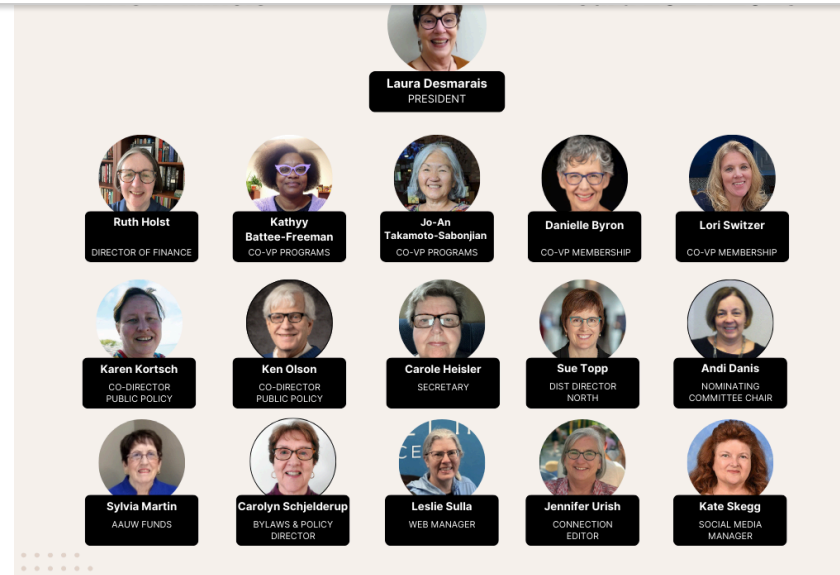 Laura Desmarais
PRESIDENT
Ruth Holst
DIRECTOR OF FINANCE
Kathyy
Battee-Freeman
CO-VP PROGRAMS
Jo-An
Takamoto-Sabonjian
CO-VP PROGRAMS
Danielle Byron
CO-VP MEMBERSHIP
Lori Switzer
CO-VP MEMBERSHIP
Karen Kortsch
CO-DIRECTOR
PUBLIC POLICY
Ken Olson
CO-DIRECTOR
PUBLIC POLICY
Carole Heisler
SECRETARY
Sue Topp
DIST DIRECTOR
NORTH
Andi Danis
NOMINATING
COMMITTEE CHAIR
Sylvia Martin
AAUW FUNDS
Carolyn Schjelderup
BYLAWS & POLICY
DIRECTOR
Leslie Sulla
WEB MANAGER
Jennifer Urish
CONNECTION
EDITOR
Kate Skegg
SOCIAL MEDIA
MANAGER